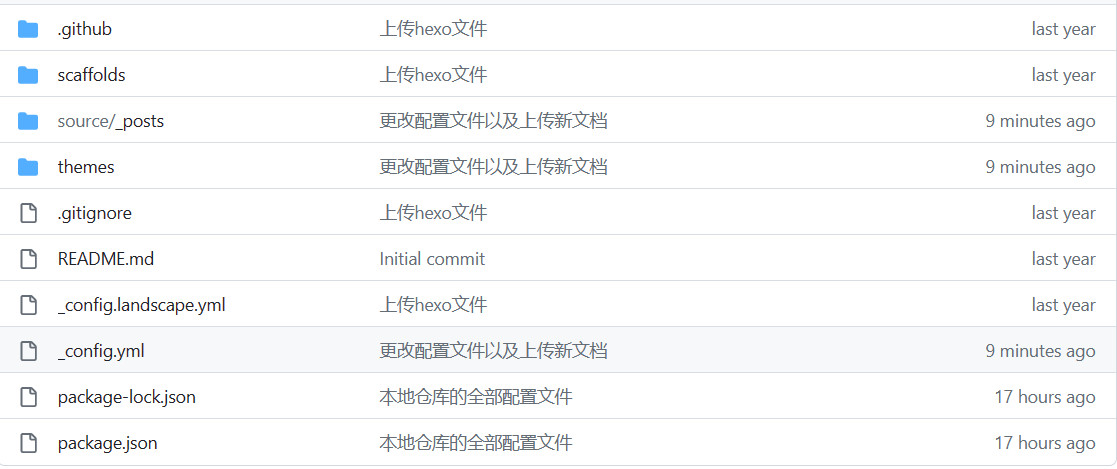 .github 上传hexo文件 last year
scaffolds 上传hexo文件 last year
source/_posts 更改配置文件以及上传新文档 9 minutes ago
themes 更改配置文件以及上传新文档 9 minutes ago
.gitignore 上传hexo文件 last year
README.md Initial commit last year
_config.landscape.yml 上传hexo文件 last year
_config.yml 更改配置文件以及上传新文档 9 minutes ago
package-lock.json 本地仓库的全部配置文件 17 hours ago
package.json 本地仓库的全部配置文件 17 hours ago